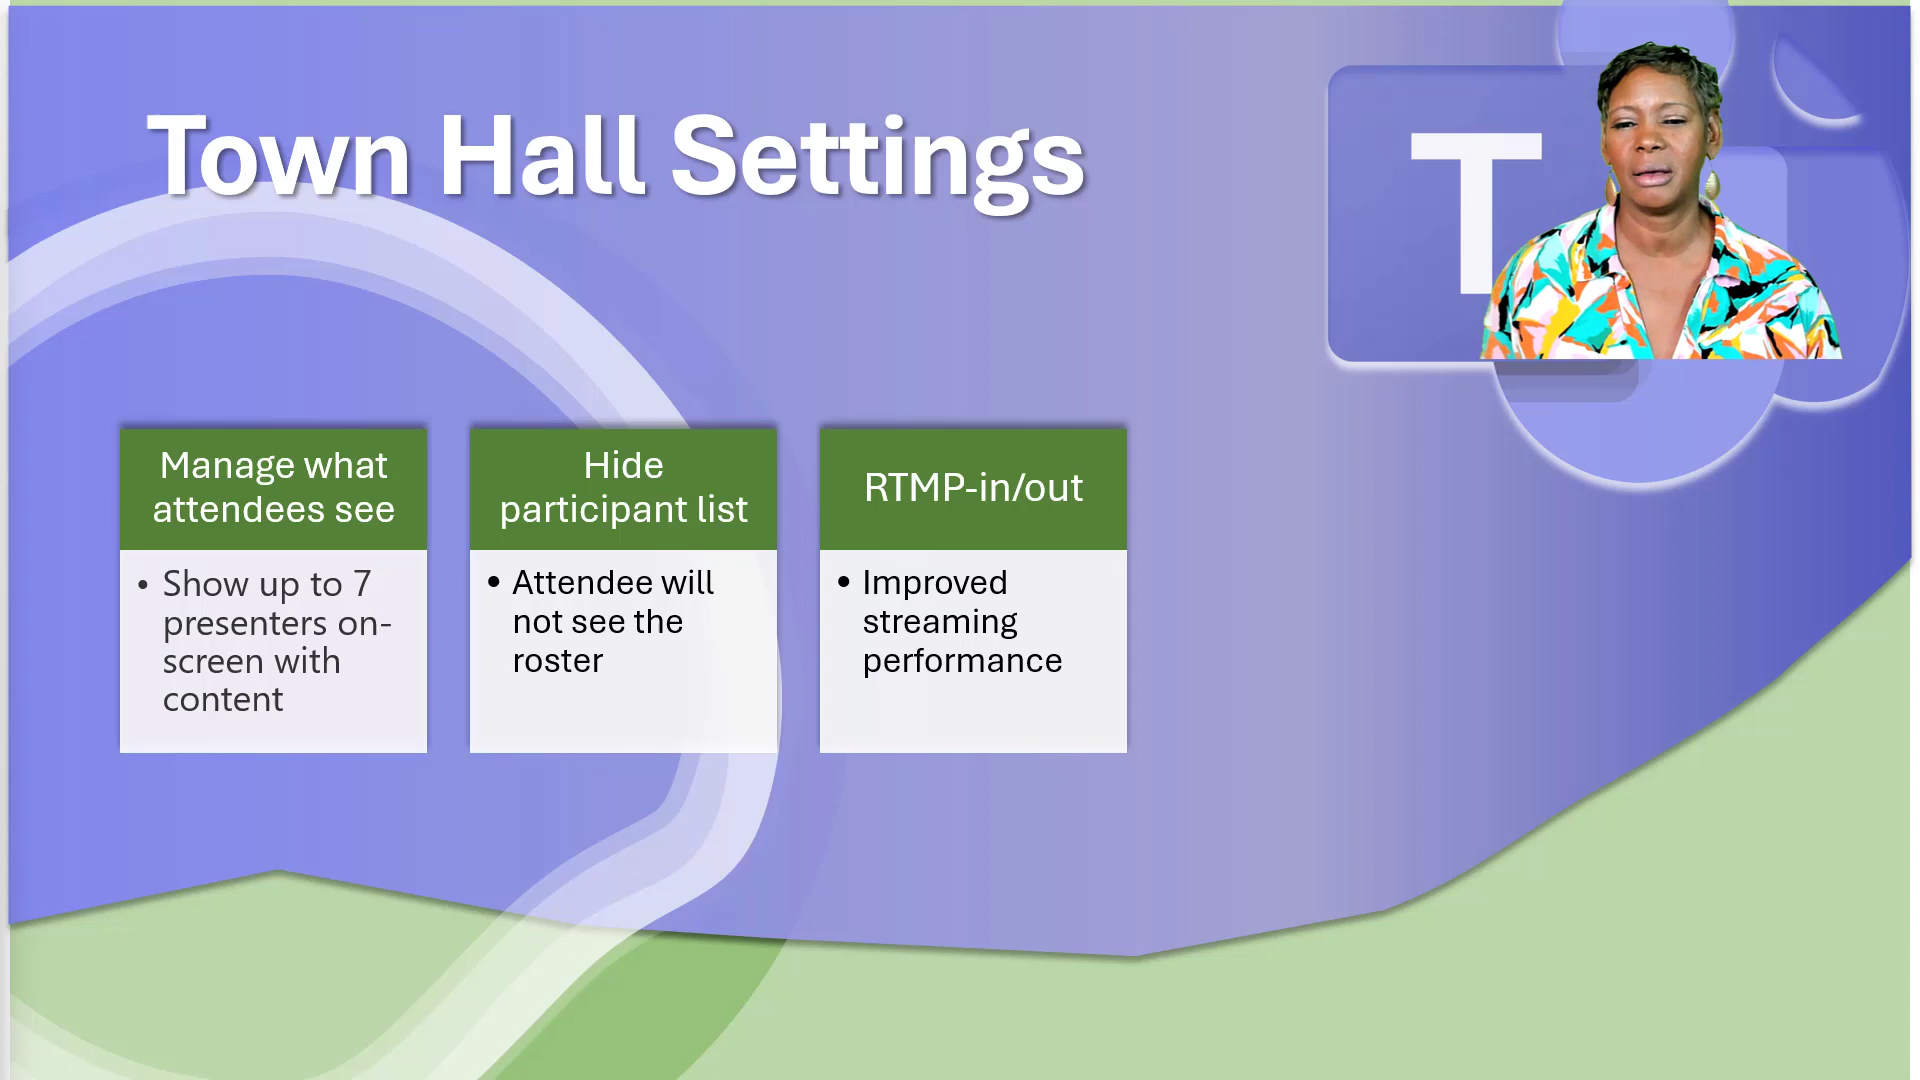 Town Hall Settings
T
Manage what
attendees see
• Show up to 7
presenters on-
screen with
content
Hide
participant list
• Attendee will
not see the
roster
RTMP-in/out
• Improved
streaming
performance